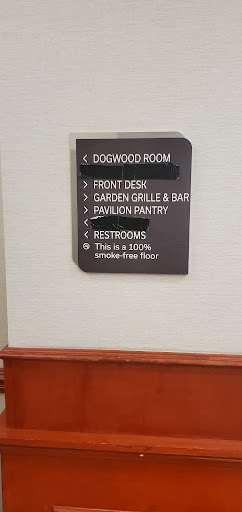 < DOGWOOD ROOM
> FRONT DESK
> GARDEN GRILLE & BAR
> PAVILION PANTRY
<
< RESTROOMS
This is a 100%
smoke-free floor